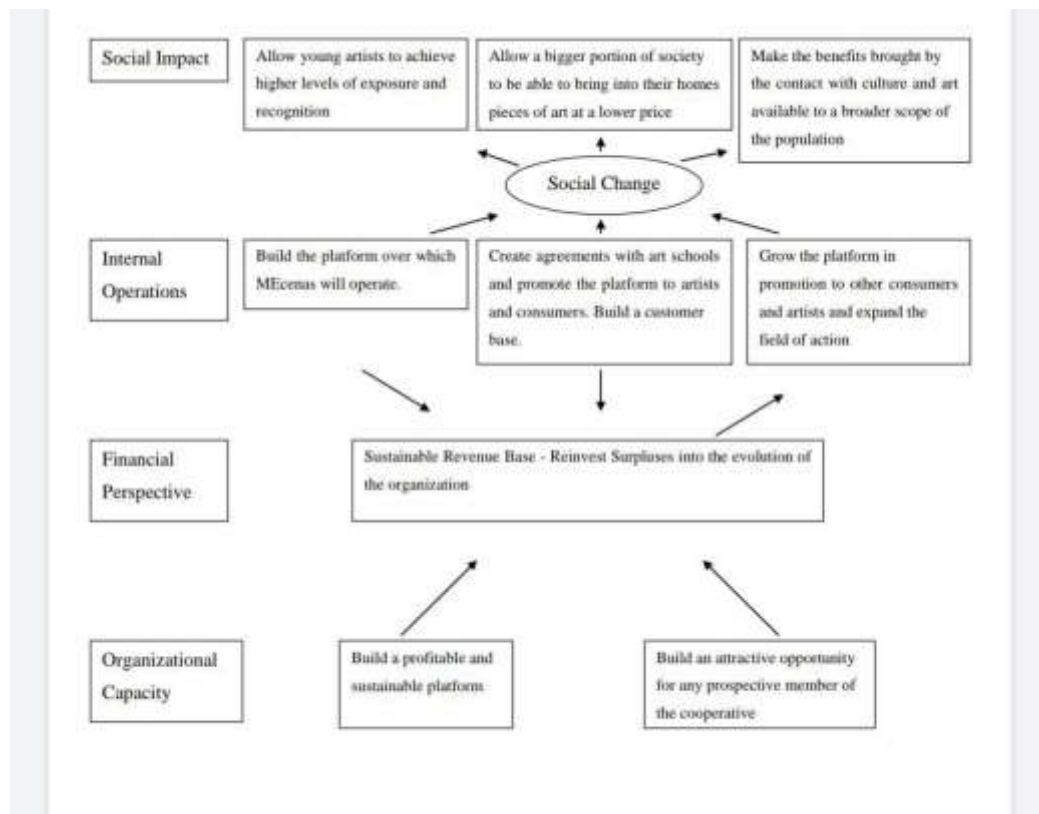 Social Impact
Allow young artists to achieve
higher levels of exposure and
recognition
Allow a bigger portion of society
to be able to bring into their homes
pieces of art at a lower price
Make the benefits brought by
the contact with culture and art
available to a broader scope of
the population
Social Change
Internal
Operations
Build the platform over which
MEcenas will operate.
Create agreements with art schools
and promote the platform to artists
and consumers. Build a customer
base.
Grow the platform in
promotion to other consumers
and artists and expand the
field of action
Financial
Perspective
Sustainable Revenue Base - Reinvest Surpluses into the evolution of
the organization
Organizational
Capacity
Build a profitable and
sustainable platform
Build an attractive opportunity
for any prospective member of
the cooperative